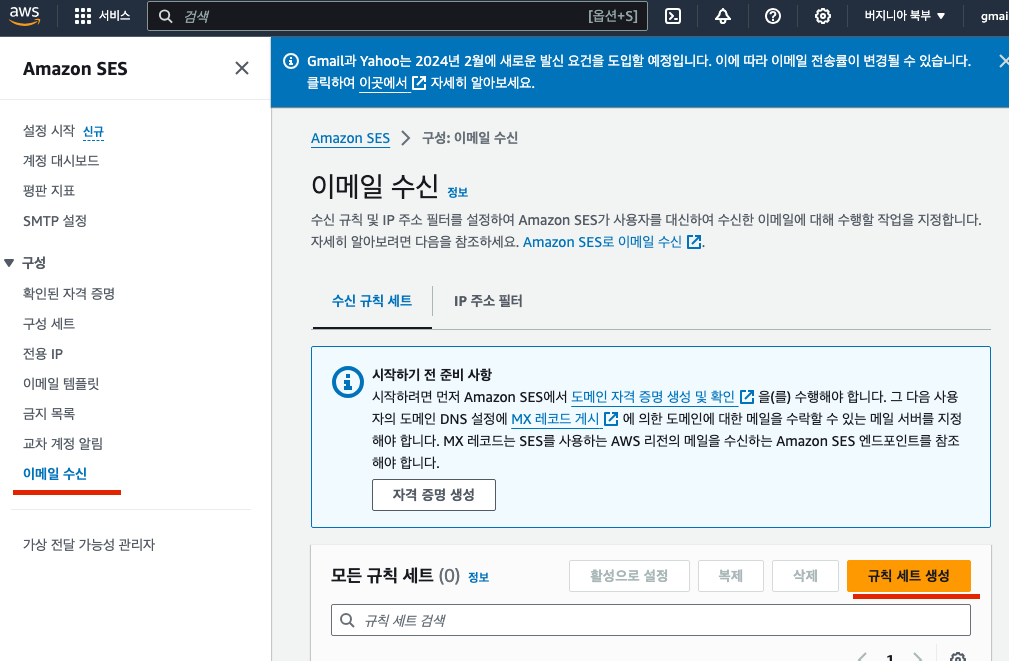 aws
서비스
검색
[옵션+S]
버지니아 북부 ▼
gmai
Amazon SES
설정 시작 신규
계정 대시보드
평판 지표
SMTP 설정
▼ 구성
확인된 자격 증명
구성 세트
전용 IP
이메일 템플릿
금지 목록
교차 계정 알림
이메일 수신
가상 전달 가능성 관리자
Gmail과 Yahoo는 2024년 2월에 새로운 발신 요건을 도입할 예정입니다. 이에 따라 이메일 전송률이 변경될 수 있습니다.
클릭하여 이곳에서 자세히 알아보세요.
Amazon SES > 구성: 이메일 수신
이메일 수신 정보
수신 규칙 및 IP 주소 필터를 설정하여 Amazon SES가 사용자를 대신하여 수신한 이메일에 대해 수행할 작업을 지정합니다.
자세히 알아보려면 다음을 참조하세요. Amazon SES로 이메일 수신 .
수신 규칙 세트
IP 주소 필터
시작하기 전 준비 사항
시작하려면 먼저 Amazon SES에서 도메인 자격 증명 생성 및 확인 을(를) 수행해야 합니다. 그 다음 사용
자의 도메인 DNS 설정에 MX 레코드 게시 에 의한 도메인에 대한 메일을 수락할 수 있는 메일 서버를 지정
해야 합니다. MX 레코드는 SES를 사용하는 AWS 리전의 메일을 수신하는 Amazon SES 엔드포인트를 참조
해야 합니다.
자격 증명 생성
모든 규칙 세트 (0) 정보
활성으로 설정
복제
삭제
규칙 세트 생성
규칙 세트 검색
1